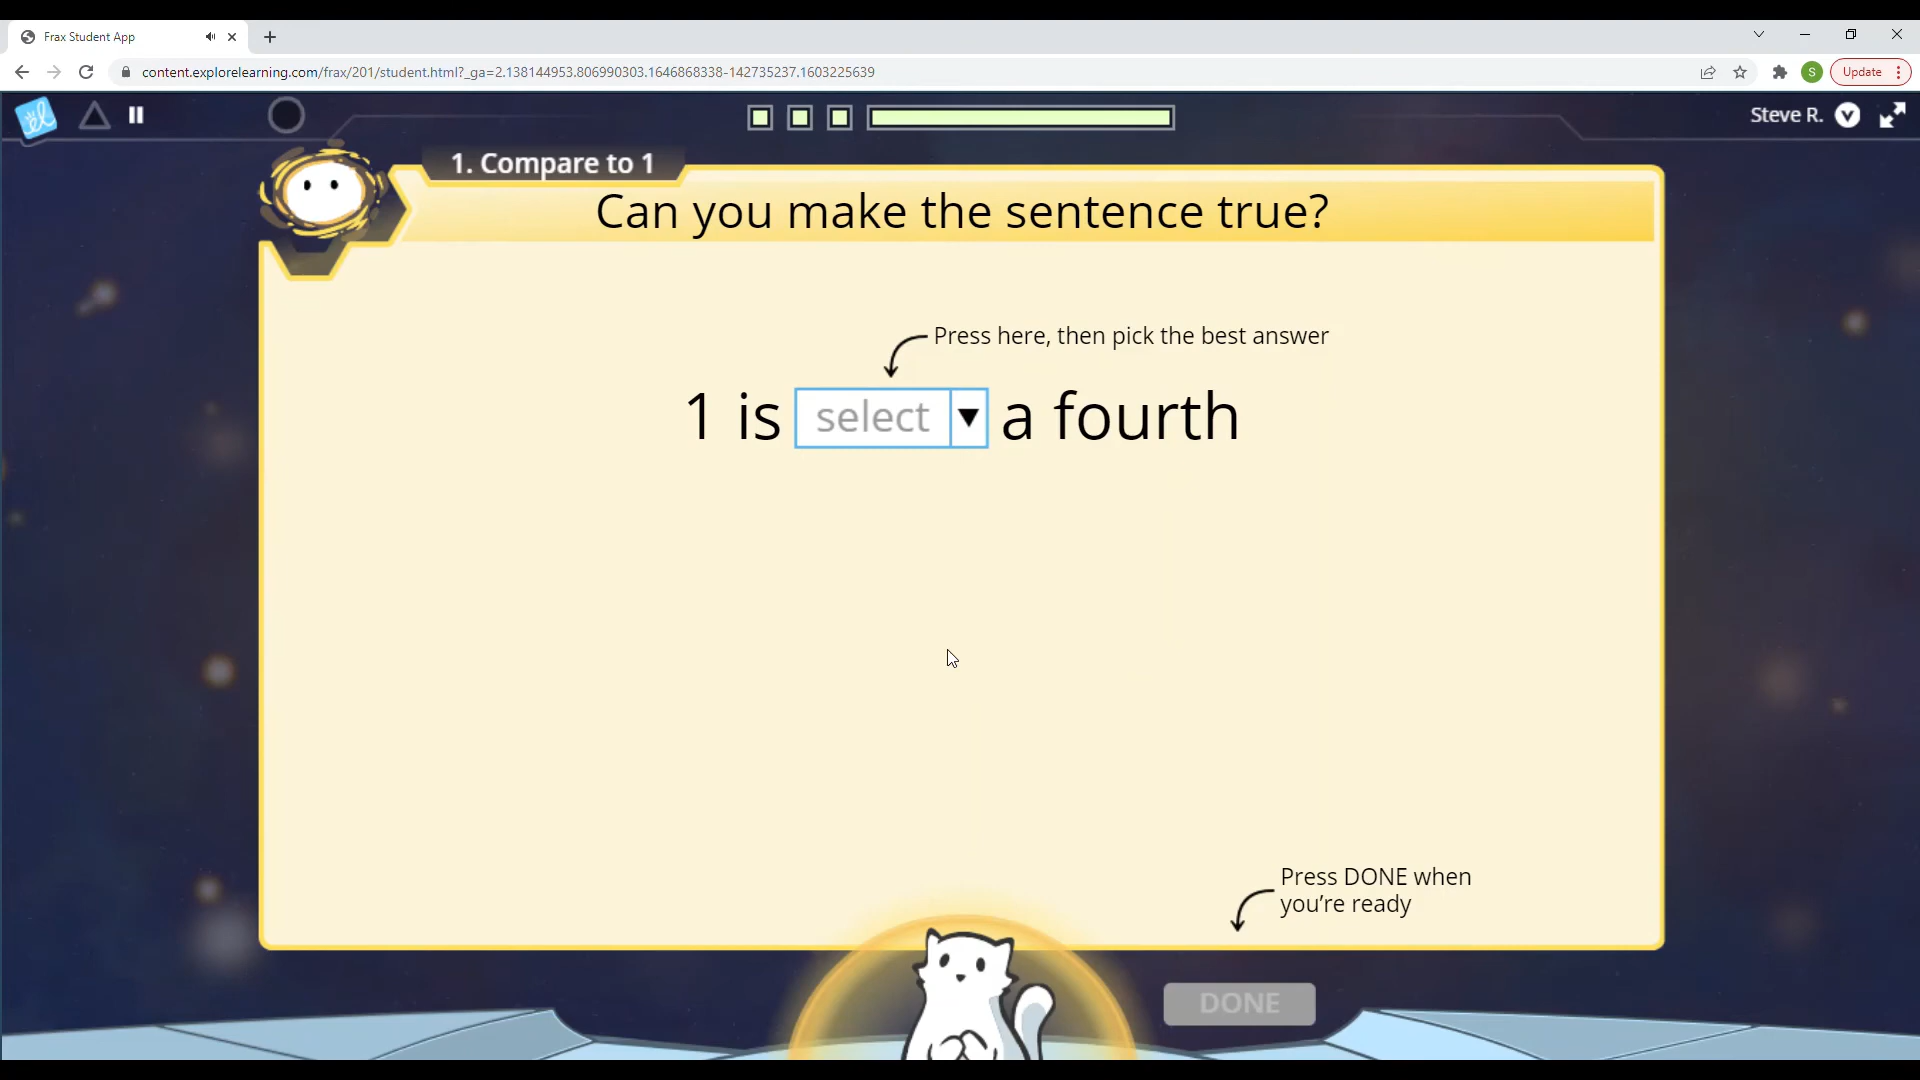 Frax Student App
content.explorelearning.com/frax/201/student.html?_ga=2.138144953.806990303.1646868338-142735237.1603225639
S
Update
el
Steve R.
1. Compare to 1
Can you make the sentence true?
Press here, then pick the best answer
1 is select a fourth
Press DONE when
you're ready
DONE